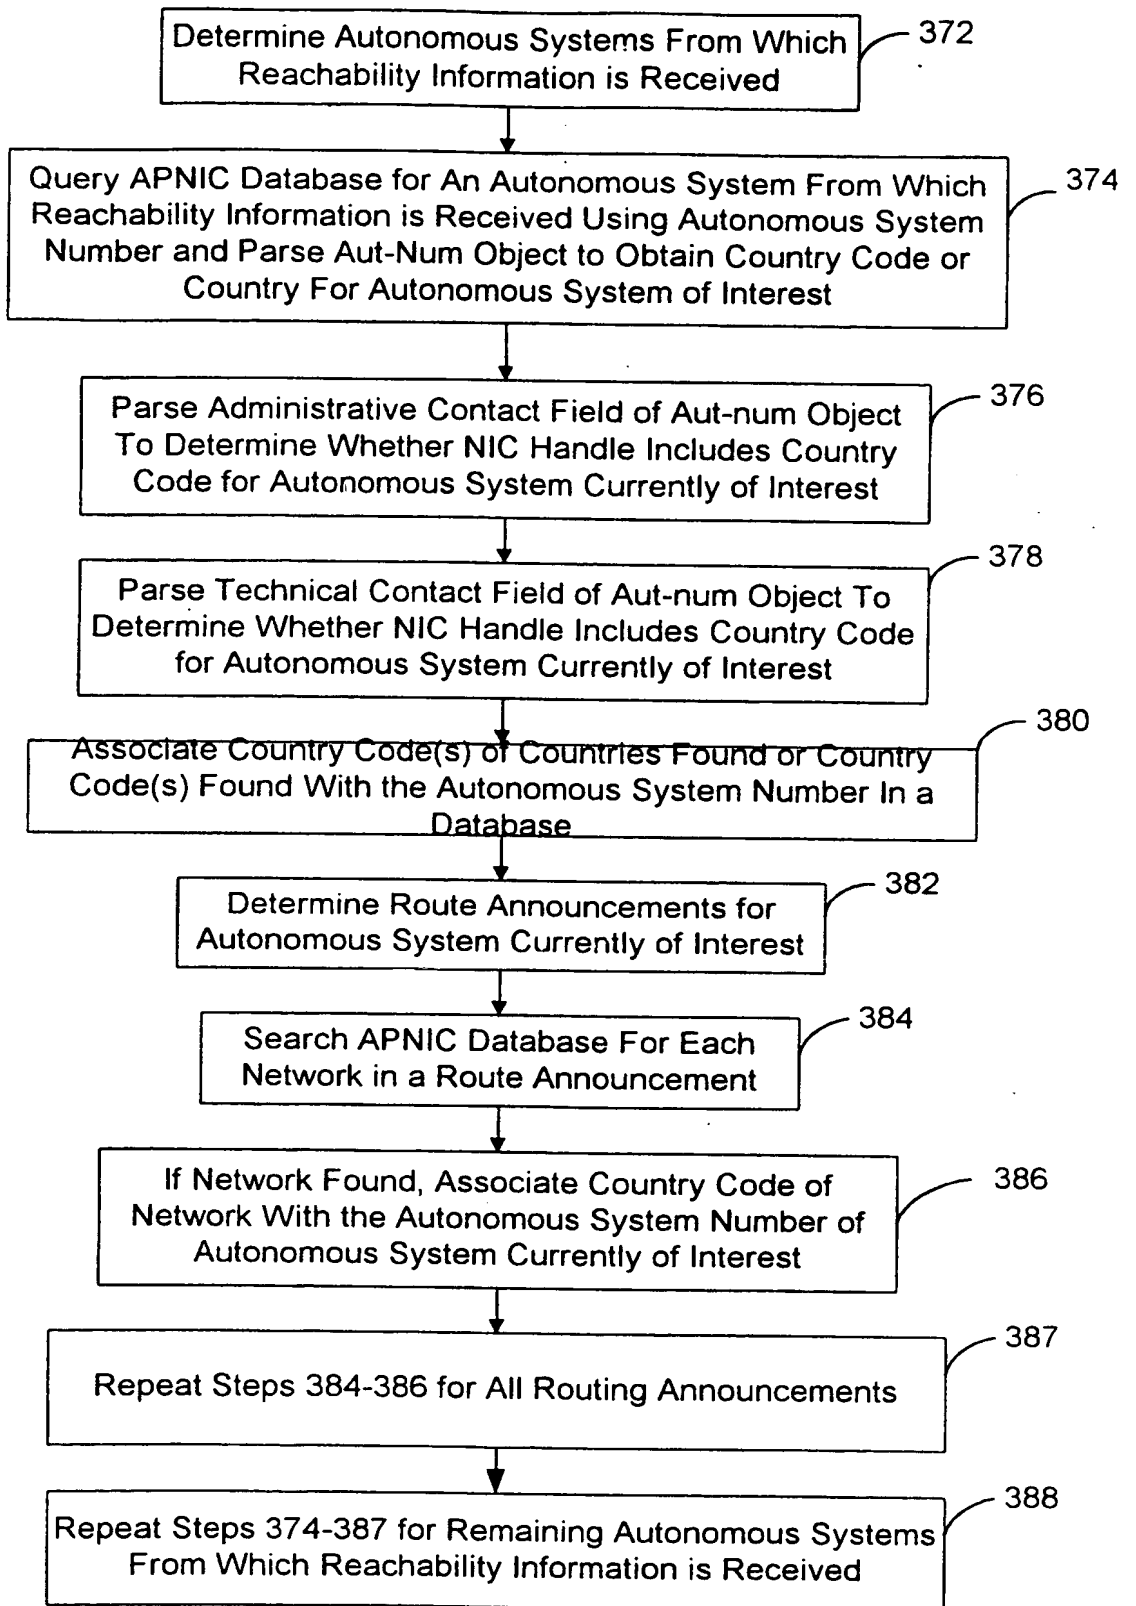 Determine Autonomous Systems From Which
Reachability Information is Received
372
Query APNIC Database for An Autonomous System From Which
Reachability Information is Received Using Autonomous System
Number and Parse Aut-Num Object to Obtain Country Code or
Country For Autonomous System of Interest
374
Parse Administrative Contact Field of Aut-num Object
To Determine Whether NIC Handle Includes Country
Code for Autonomous System Currently of Interest
376
Parse Technical Contact Field of Aut-num Object To
Determine Whether NIC Handle Includes Country Code
for Autonomous System Currently of Interest
378
Associate Country Code(s) of Countries Found or Country
Code(s) Found With the Autonomous System Number In a
Database
380
Determine Route Announcements for
Autonomous System Currently of Interest
382
Search APNIC Database For Each
Network in a Route Announcement
384
If Network Found, Associate Country Code of
Network With the Autonomous System Number of
Autonomous System Currently of Interest
386
Repeat Steps 384-386 for All Routing Announcements
387
Repeat Steps 374-387 for Remaining Autonomous Systems
From Which Reachability Information is Received
388